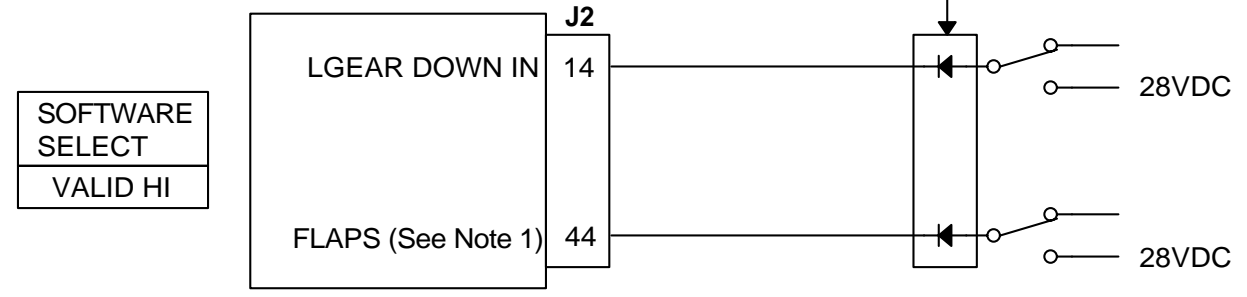 J2
LGEAR DOWN IN 14
28VDC
SOFTWARE
SELECT
VALID HI
FLAPS (See Note 1) 44
28VDC